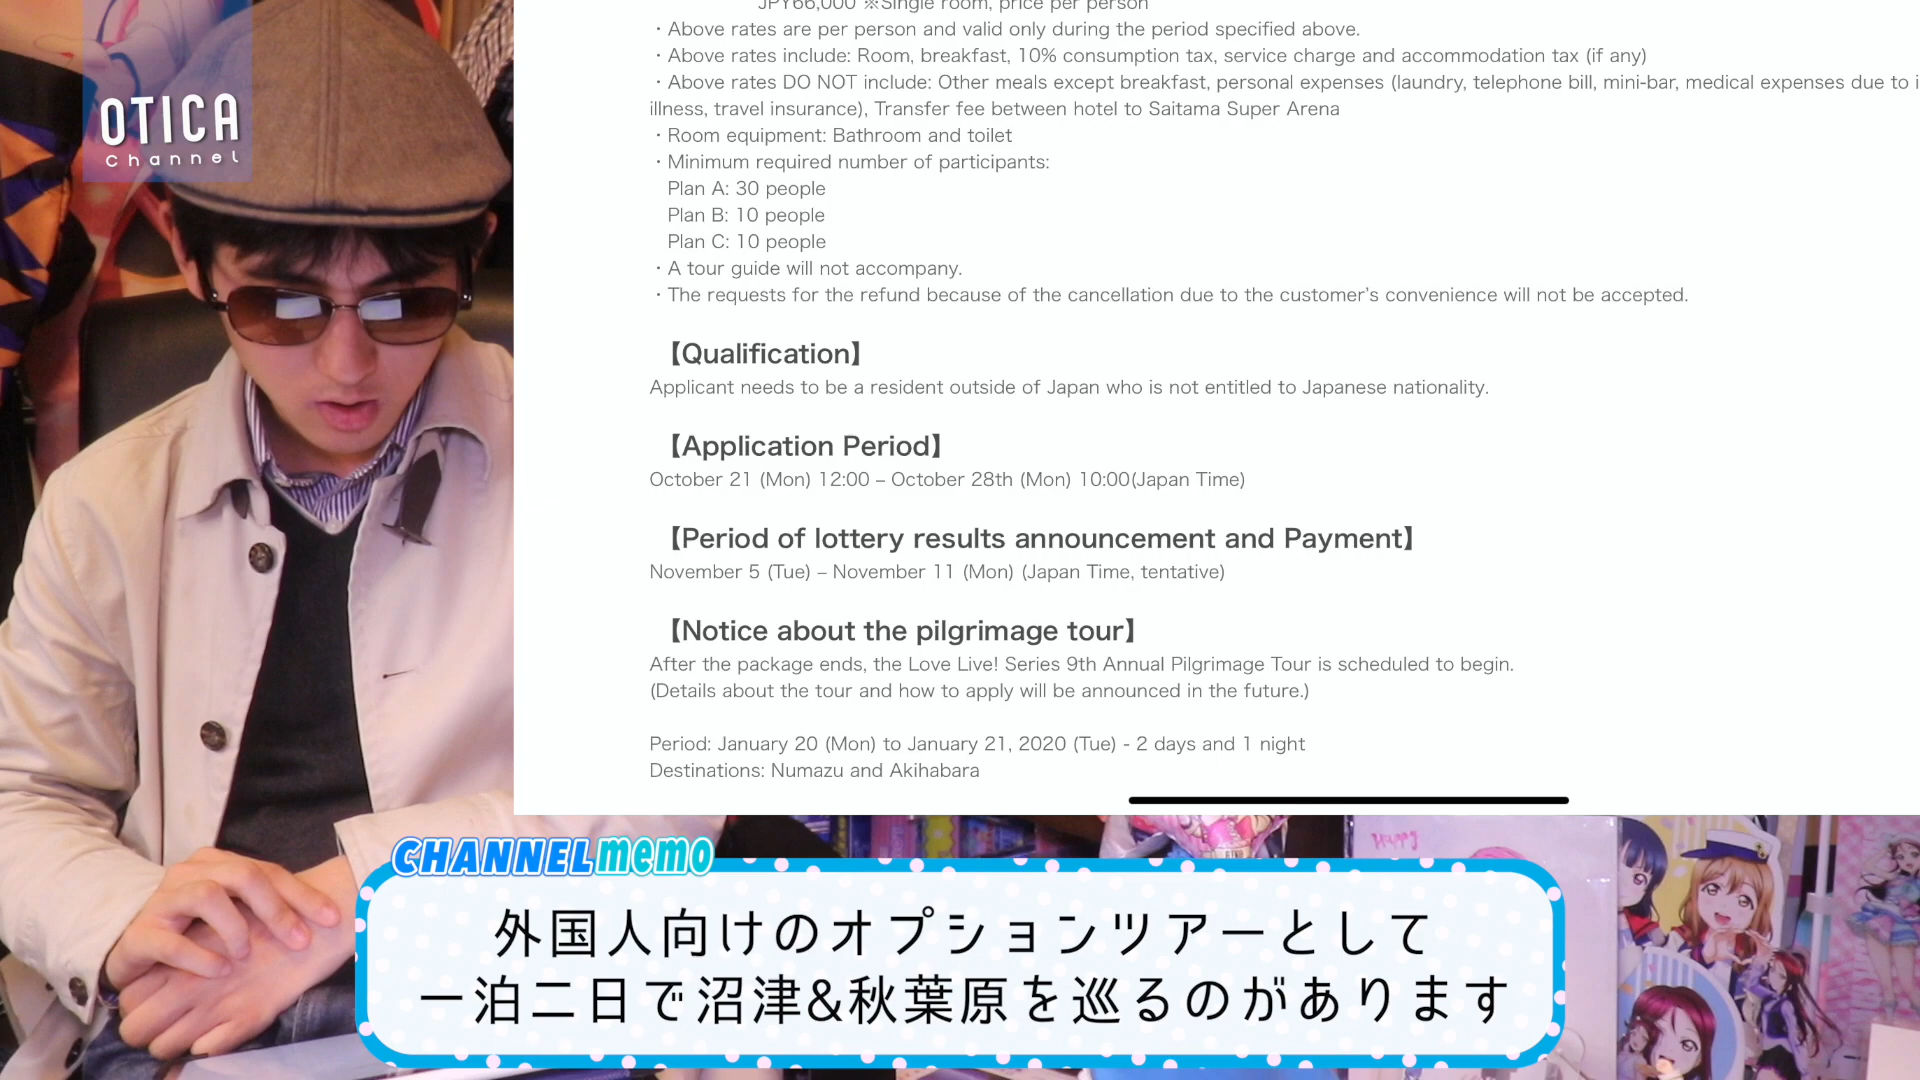 OTICA
Channel
JPY66,000 ※Single room, price per person
・Above rates are per person and valid only during the period specified above.
・Above rates include: Room, breakfast, 10% consumption tax, service charge and accommodation tax (if any)
・Above rates DO NOT include: Other meals except breakfast, personal expenses (laundry, telephone bill, mini-bar, medical expenses due to
illness, travel insurance), Transfer fee between hotel to Saitama Super Arena
・Room equipment: Bathroom and toilet
・Minimum required number of participants:
Plan A: 30 people
Plan B: 10 people
Plan C: 10 people
・A tour guide will not accompany.
・The requests for the refund because of the cancellation due to the customer's convenience will not be accepted.
【Qualification】
Applicant needs to be a resident outside of Japan who is not entitled to Japanese nationality.
【Application Period】
October 21 (Mon) 12:00 – October 28th (Mon) 10:00(Japan Time)
【Period of lottery results announcement and Payment】
November 5 (Tue) – November 11 (Mon) (Japan Time, tentative)
【Notice about the pilgrimage tour】
After the package ends, the Love Live! Series 9th Annual Pilgrimage Tour is scheduled to begin.
(Details about the tour and how to apply will be announced in the future.)
Period: January 20 (Mon) to January 21, 2020 (Tue) - 2 days and 1 night
Destinations: Numazu and Akihabara
CHANNEL memo
Happy
外国人向けのオプションツアーとして
一泊二日で沼津&秋葉原を巡るのがあります